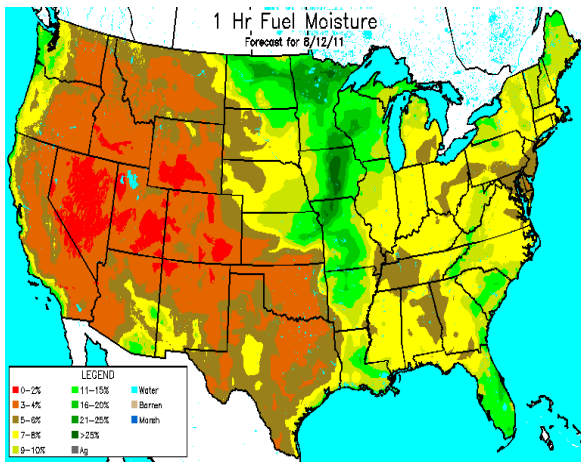 1 Hr Fuel Moisture
Forecast for 8/12/11
LEGEND
0-2%
3-4%
5-6%
7-8%
9-10%
11-15%
16-20%
21-25%
>25%
Ag
Water
Barren
Marsh